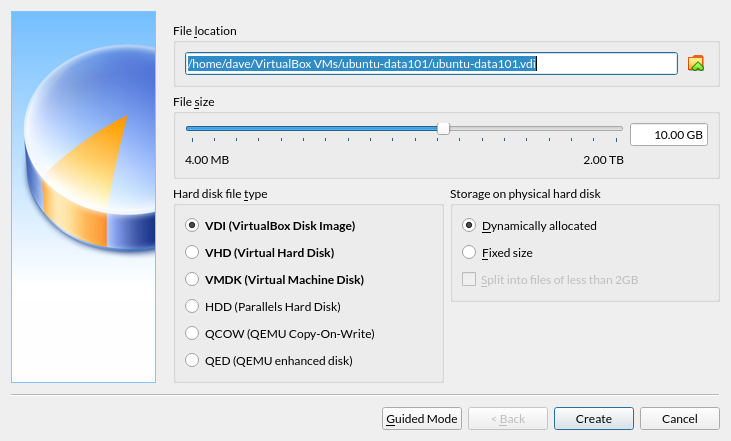 File location
/home/dave/VirtualBox VMs/ubuntu-data101/ubuntu-data101.vdi
File size
10.00 GB
4.00 MB
2.00 TB
Hard disk file type
VDI (VirtualBox Disk Image)
VHD (Virtual Hard Disk)
VMDK (Virtual Machine Disk)
HDD (Parallels Hard Disk)
QCOW (QEMU Copy-On-Write)
QED (QEMU enhanced disk)
Storage on physical hard disk
Dynamically allocated
Fixed size
Split into files of less than 2GB
Guided Mode
< Back
Create
Cancel